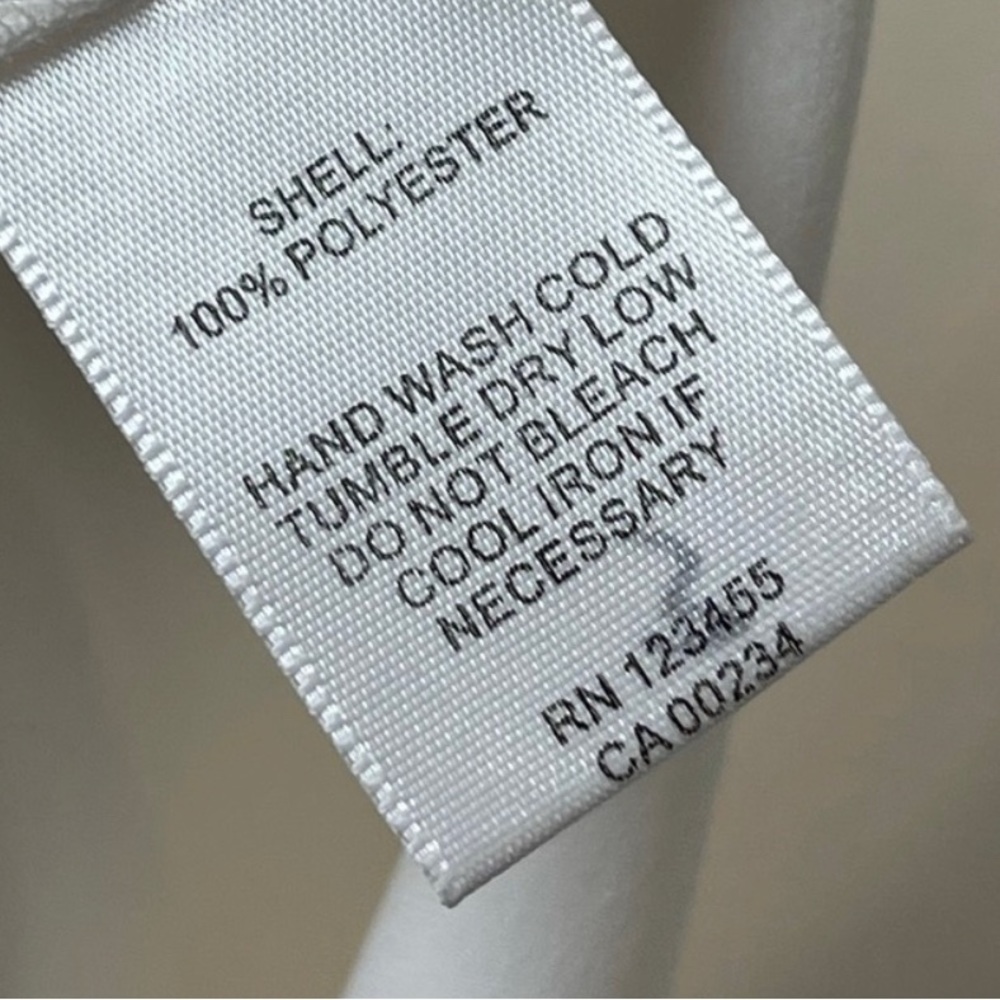 SHELL:
100% POLYESTER
HAND WASH COLD
TUMBLE DRY LOW
DO NOT BLEACH
COOL IRON IF
NECESSARY
RN 123455
CA 00234